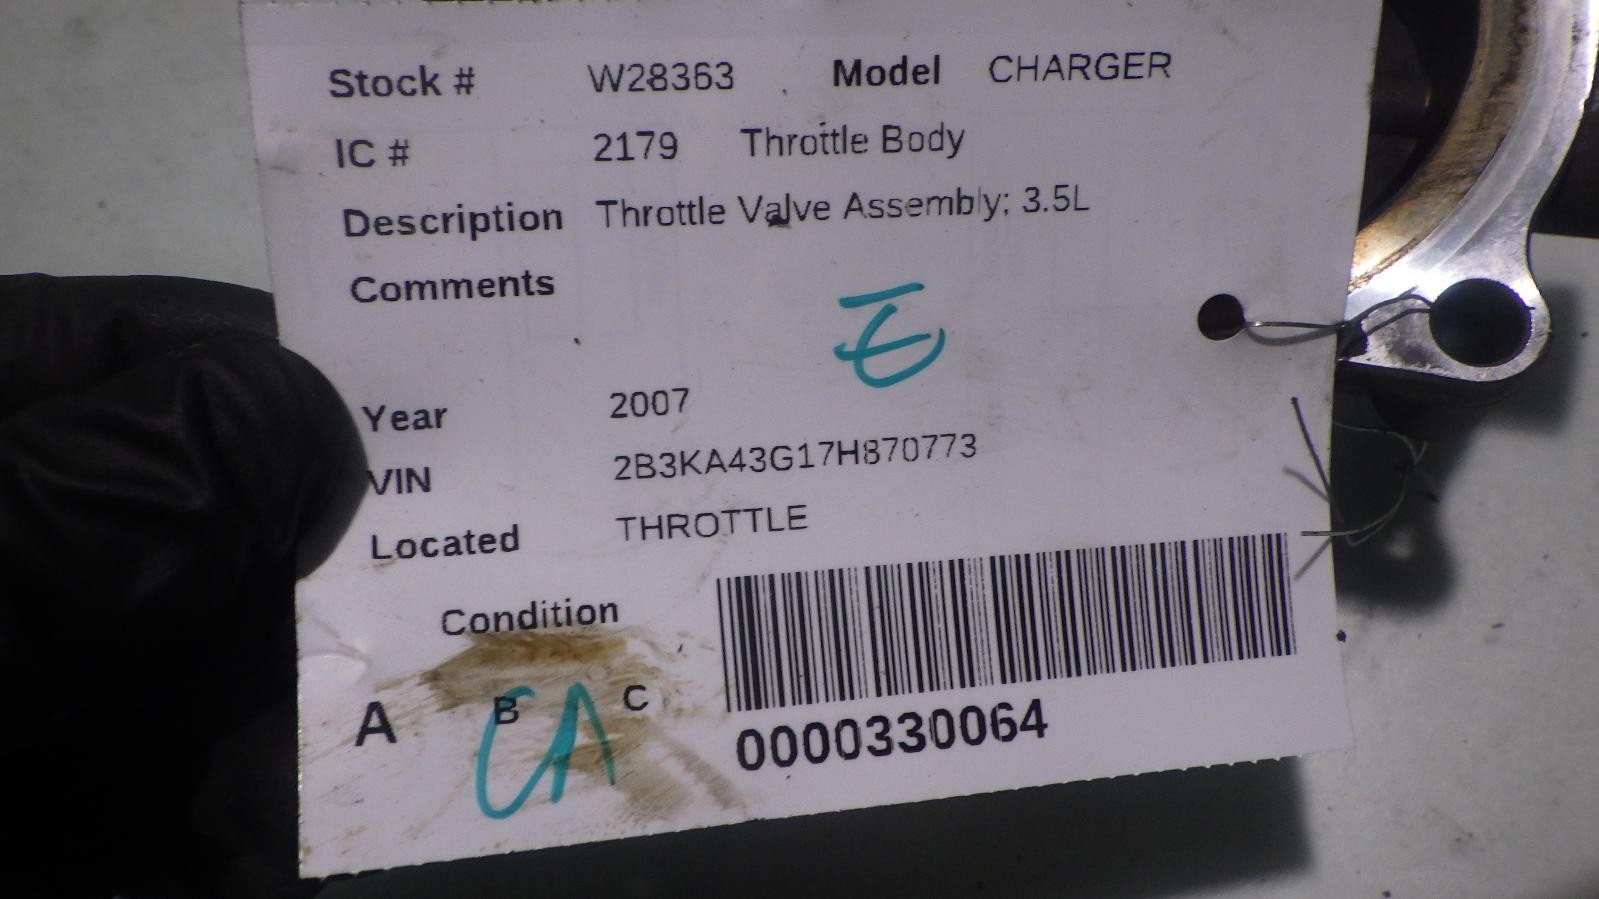 Stock # W28363 Model CHARGER
IC # 2179 Throttle Body
Description Throttle Valve Assembly; 3.5L
Comments
Year 2007
VIN 2B3KA43G17H870773
Located THROTTLE
Condition
A B C
0000330064